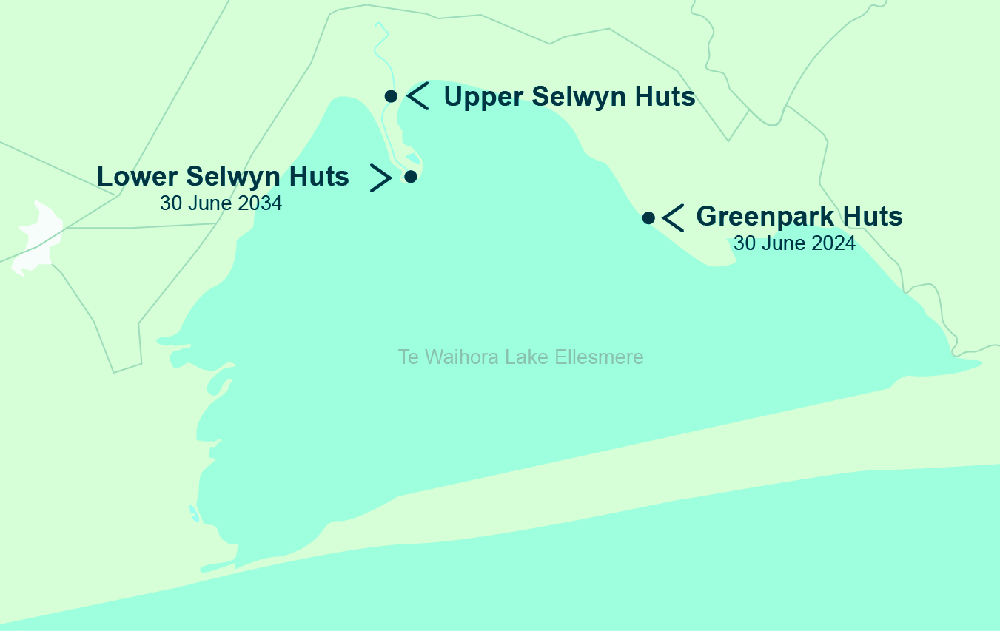 Upper Selwyn Huts
Lower Selwyn Huts
30 June 2034
Greenpark Huts
30 June 2024
Te Waihora Lake Ellesmere